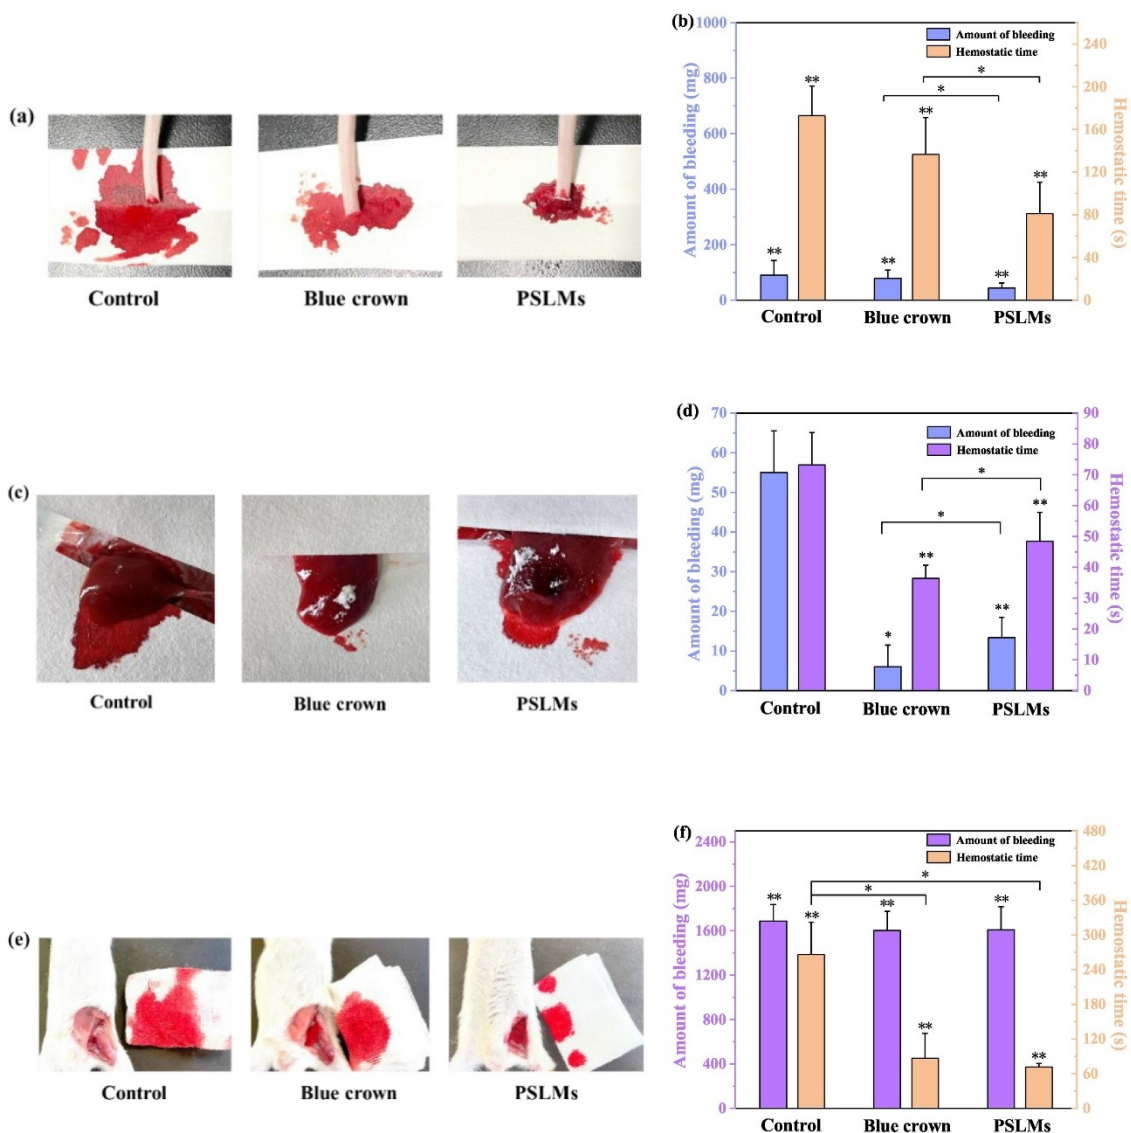 (a)
Control
Blue crown
PSLMs
(b)
Amount of bleeding
Hemostatic time
Amount of bleeding (mg)
1000
800
600
400
200
0
**
**
**
**
**
**
*
*
Control
Blue crown
PSLMs
240
200
160
120
80
40
0
Hemostatic time (s)
(c)
Control
Blue crown
PSLMs
(d)
Amount of bleeding
Hemostatic time
Amount of bleeding (mg)
70
60
50
40
30
20
10
0
*
**
**
**
*
*
Control
Blue crown
PSLMs
90
80
70
60
50
40
30
20
10
0
Hemostatic time (s)
(e)
Control
Blue crown
PSLMs
(f)
Amount of bleeding
Hemostatic time
Amount of bleeding (mg)
2400
2000
1600
1200
800
400
0
**
**
**
**
**
**
*
*
Control
Blue crown
PSLMs
480
420
360
300
240
180
120
60
0
Hemostatic time (s)